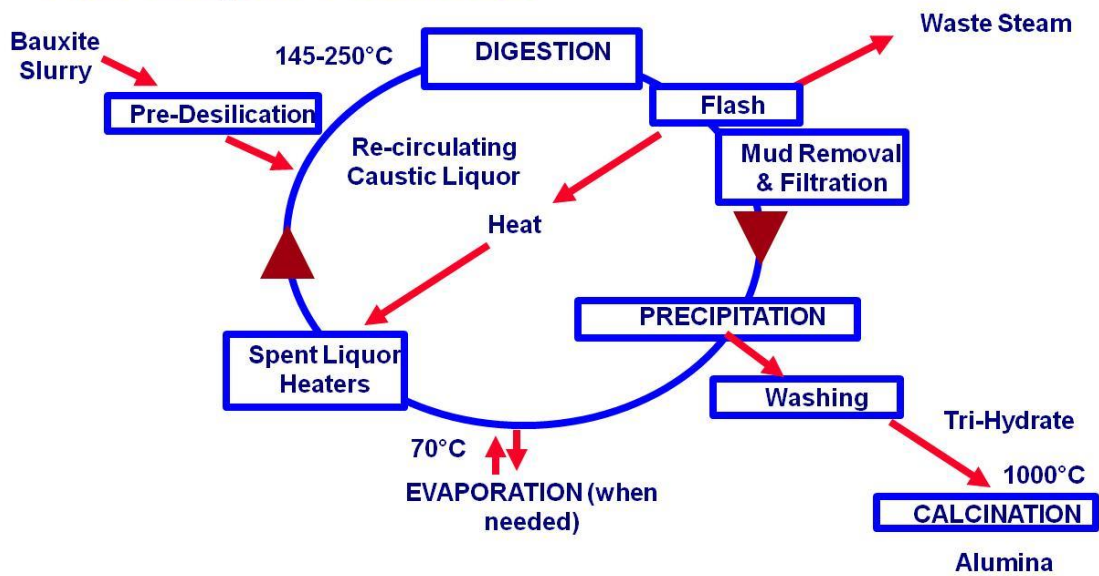 Waste Steam
Bauxite
Slurry
145-250°C
DIGESTION
Pre-Desilication
Flash
Re-circulating
Caustic Liquor
Mud Removal
& Filtration
Heat
PRECIPITATION
Spent Liquor
Heaters
Washing
70°C
Tri-Hydrate
EVAPORATION (when
needed)
1000°C
CALCINATION
Alumina